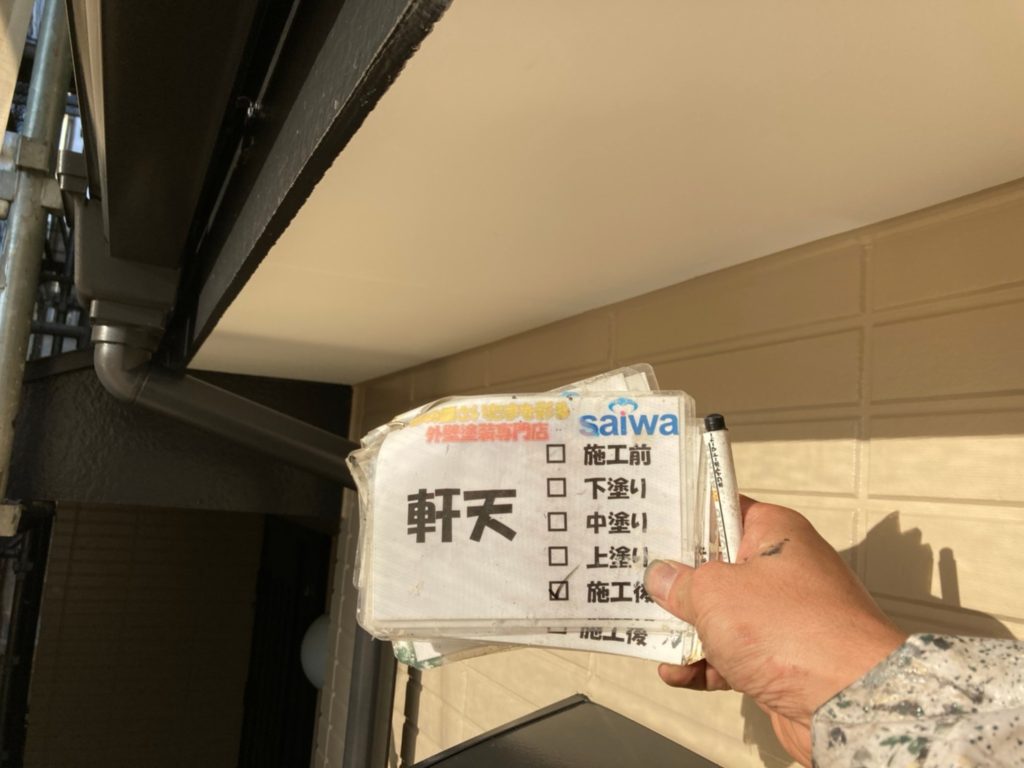 外壁塗装専門店
saiwa
軒天
☐ 施工前
☐ 下塗り
☐ 中塗り
☐ 上塗り
☑ 施工後
施工後